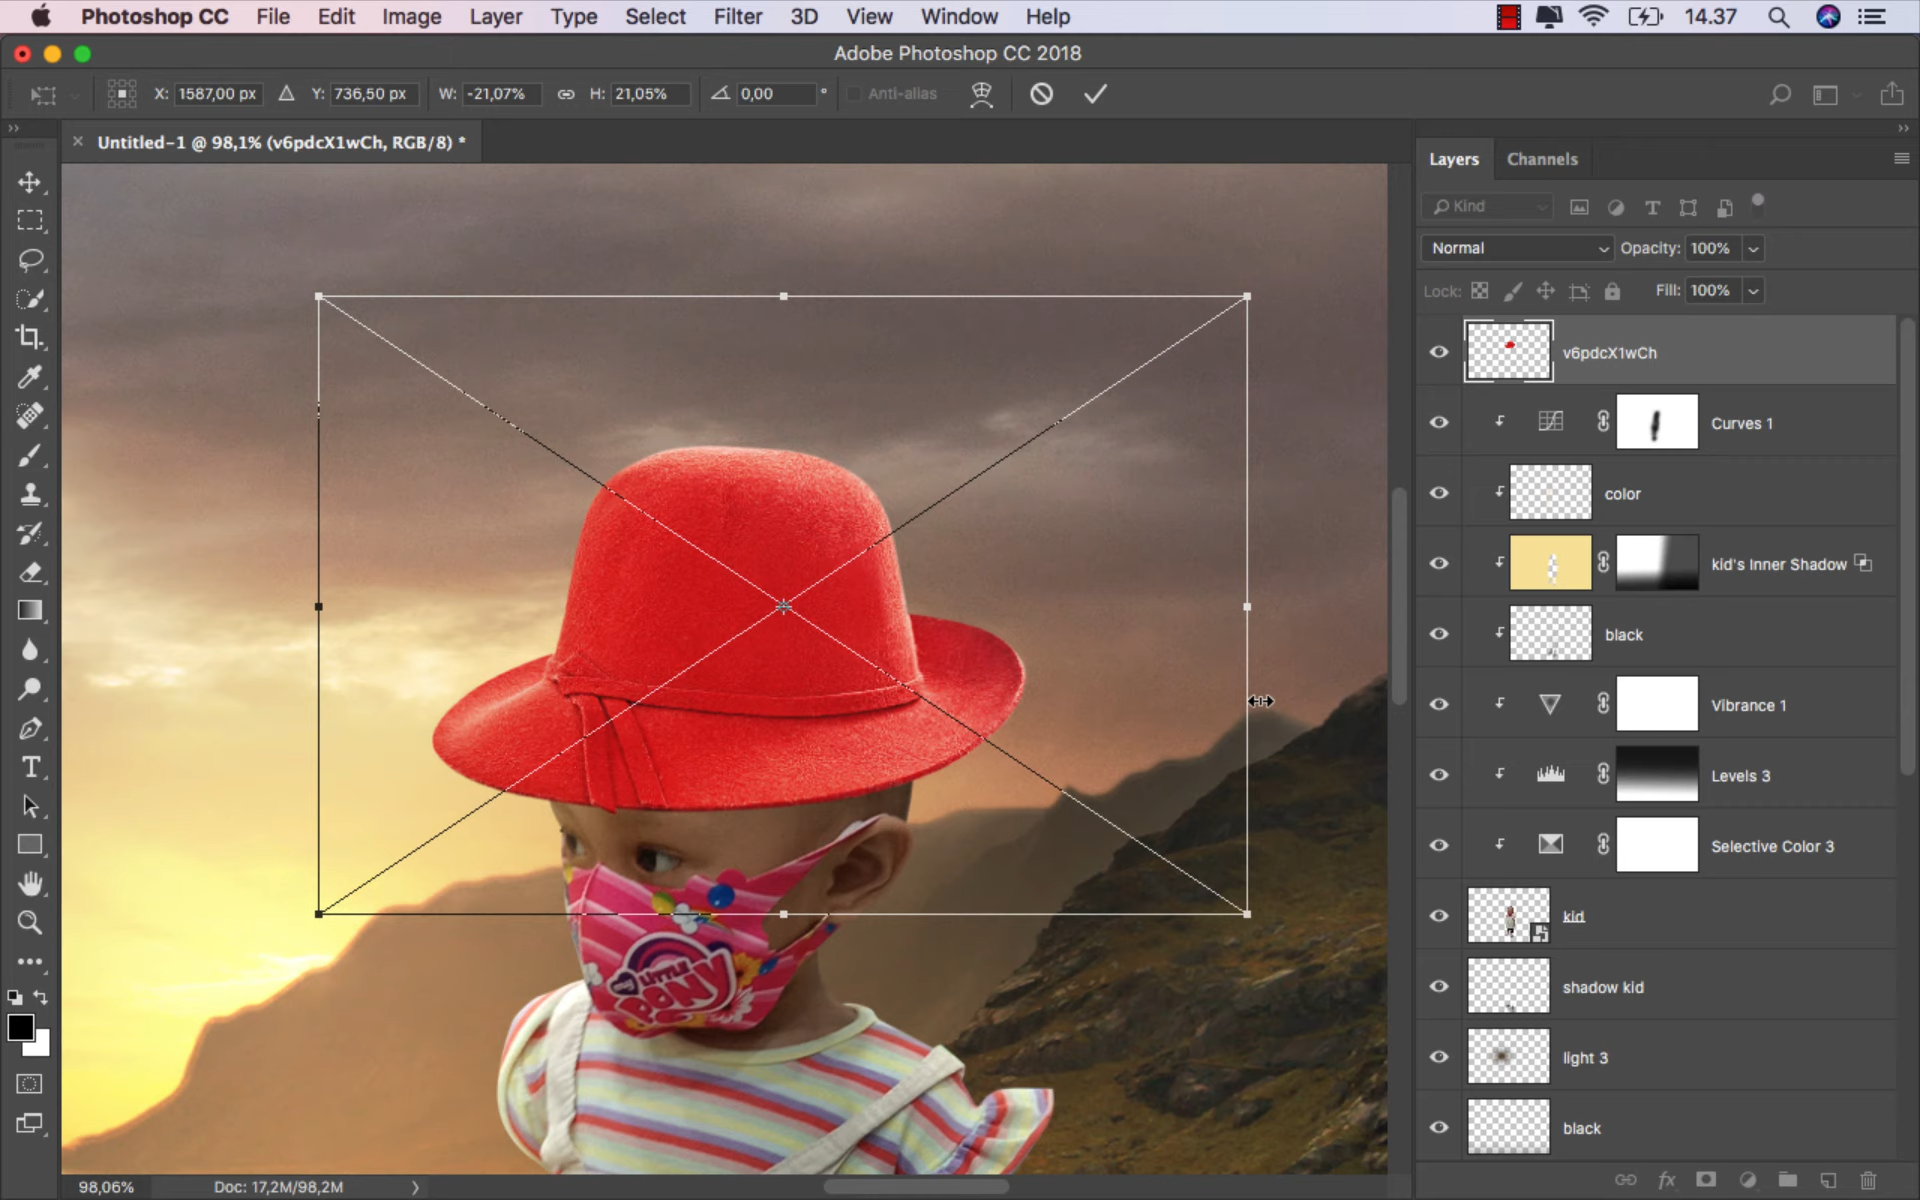 Photoshop CC File Edit Image Layer Type Select Filter 3D View Window Help 14.37
Adobe Photoshop CC 2018
X: 1587,00 px Y: 736,50 px W: -21,07% H: 21,05% 0,00 ° Anti-alias
Untitled-1 @ 98,1% (v6pdcX1wCh, RGB/8) *
Layers Channels
Kind
Normal Opacity: 100%
Lock: Fill: 100%
v6pdcX1wCh
Curves 1
color
kid's Inner Shadow
black
Vibrance 1
Levels 3
Selective Color 3
kid
shadow kid
light 3
black
my
LITTLE
PONY
98,06% Doc: 17,2M/98,2M